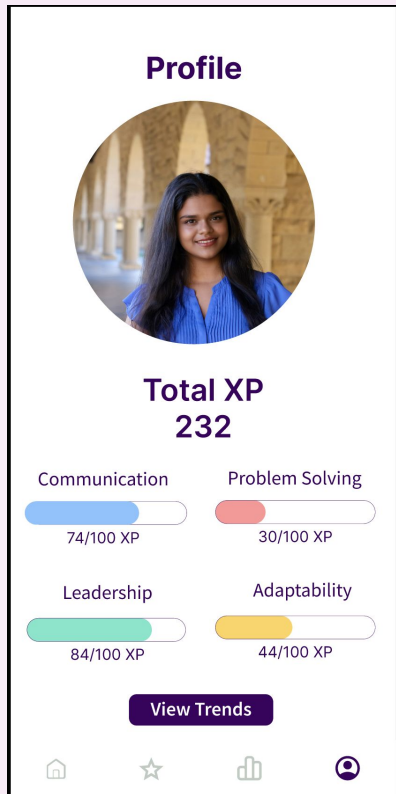 Profile
Total XP
232
Communication
Problem Solving
74/100 XP
30/100 XP
Leadership
Adaptability
84/100 XP
44/100 XP
View Trends